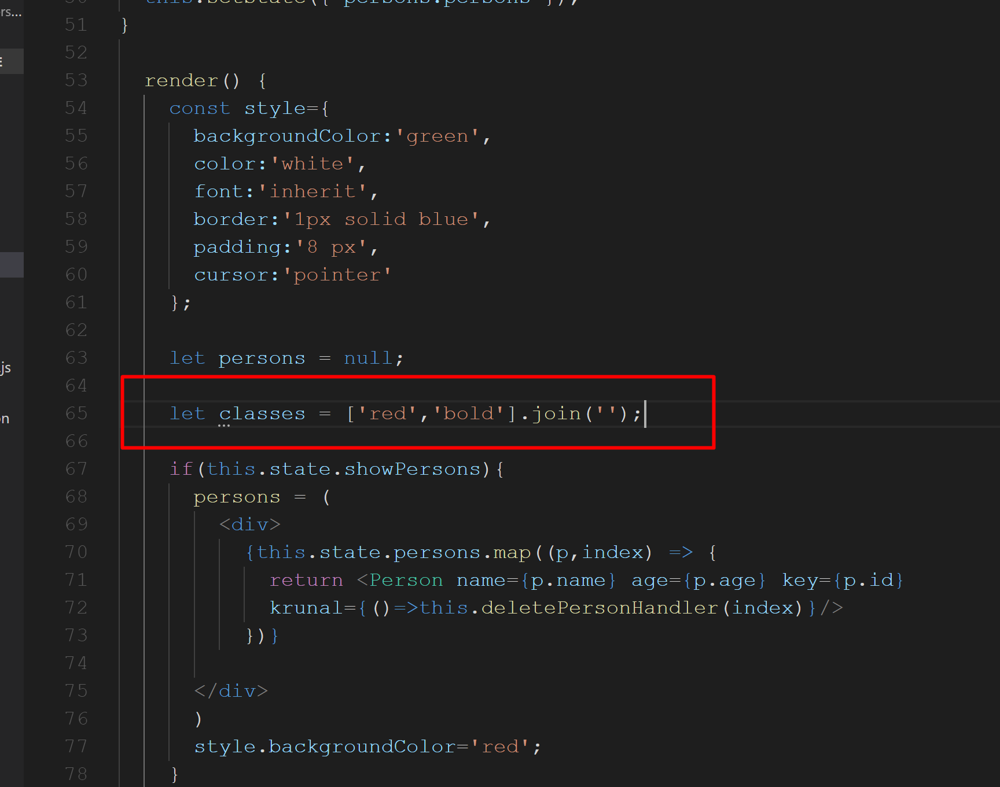 ers...
this.setState({ persons:persons });
51 }
52
53 render() {
54 const style={
55 backgroundColor:'green',
56 color:'white',
57 font:'inherit',
58 border:'1px solid blue',
59 padding:'8 px',
60 cursor:'pointer'
61 };
62
63 let persons = null;
js
64
65 let classes = ['red','bold'].join('');
n
66
67 if(this.state.showPersons){
68 persons = (
69 <div>
70 {this.state.persons.map((p,index) => {
71 return <Person name={p.name} age={p.age} key={p.id}
72 krunal={()=>this.deletePersonHandler(index)}/>
73 })}
74
75 </div>
76 )
77 style.backgroundColor='red';
78 }